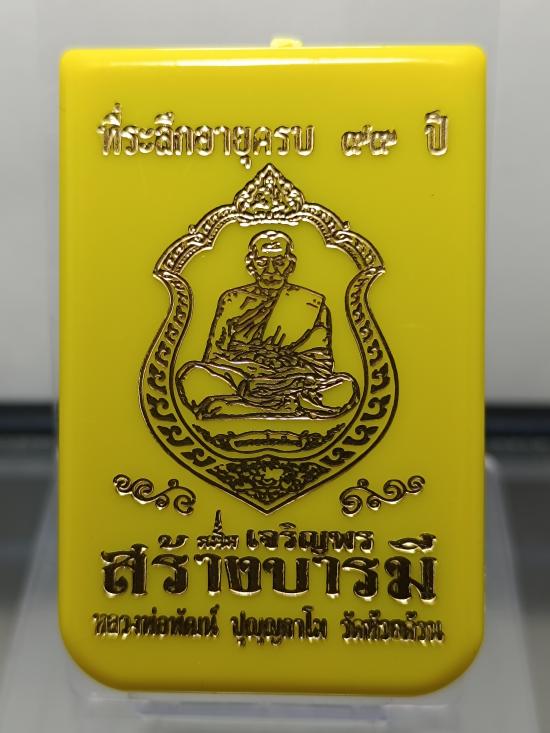 ที่ระลึกอายุครบ ๙๙ ปี
รุ่น เจริญพร
สร้างบารมี
หลวงพ่อพัฒน์ ปุญฺญกาโม วัดห้วยด้วน